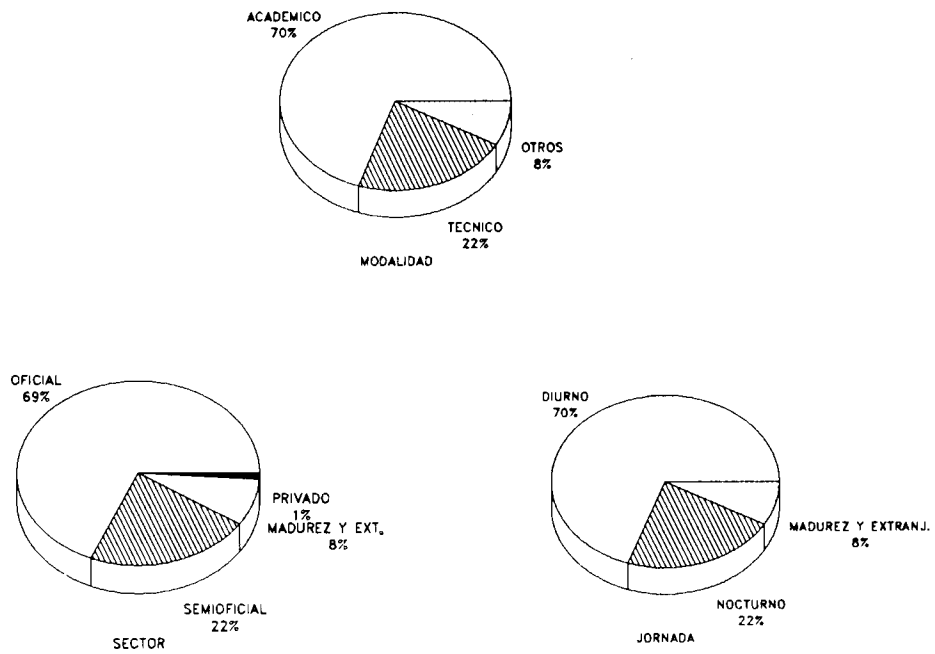 ACADEMICO
70%
OTROS
8%
TECNICO
22%
MODALIDAD
OFICIAL
69%
PRIVADO
1%
MADUREZ Y EXT.
8%
SEMIOFICIAL
22%
SECTOR
DIURNO
70%
MADUREZ Y EXTRANJ.
8%
NOCTURNO
22%
JORNADA